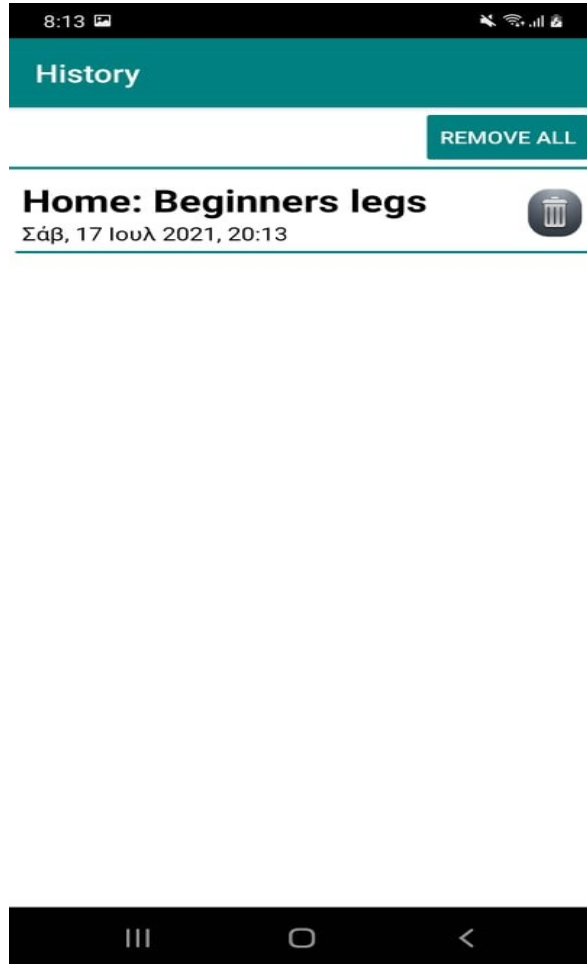 8:13
History
REMOVE ALL
Home: Beginners legs
Σάβ, 17 Ιουλ 2021, 20:13